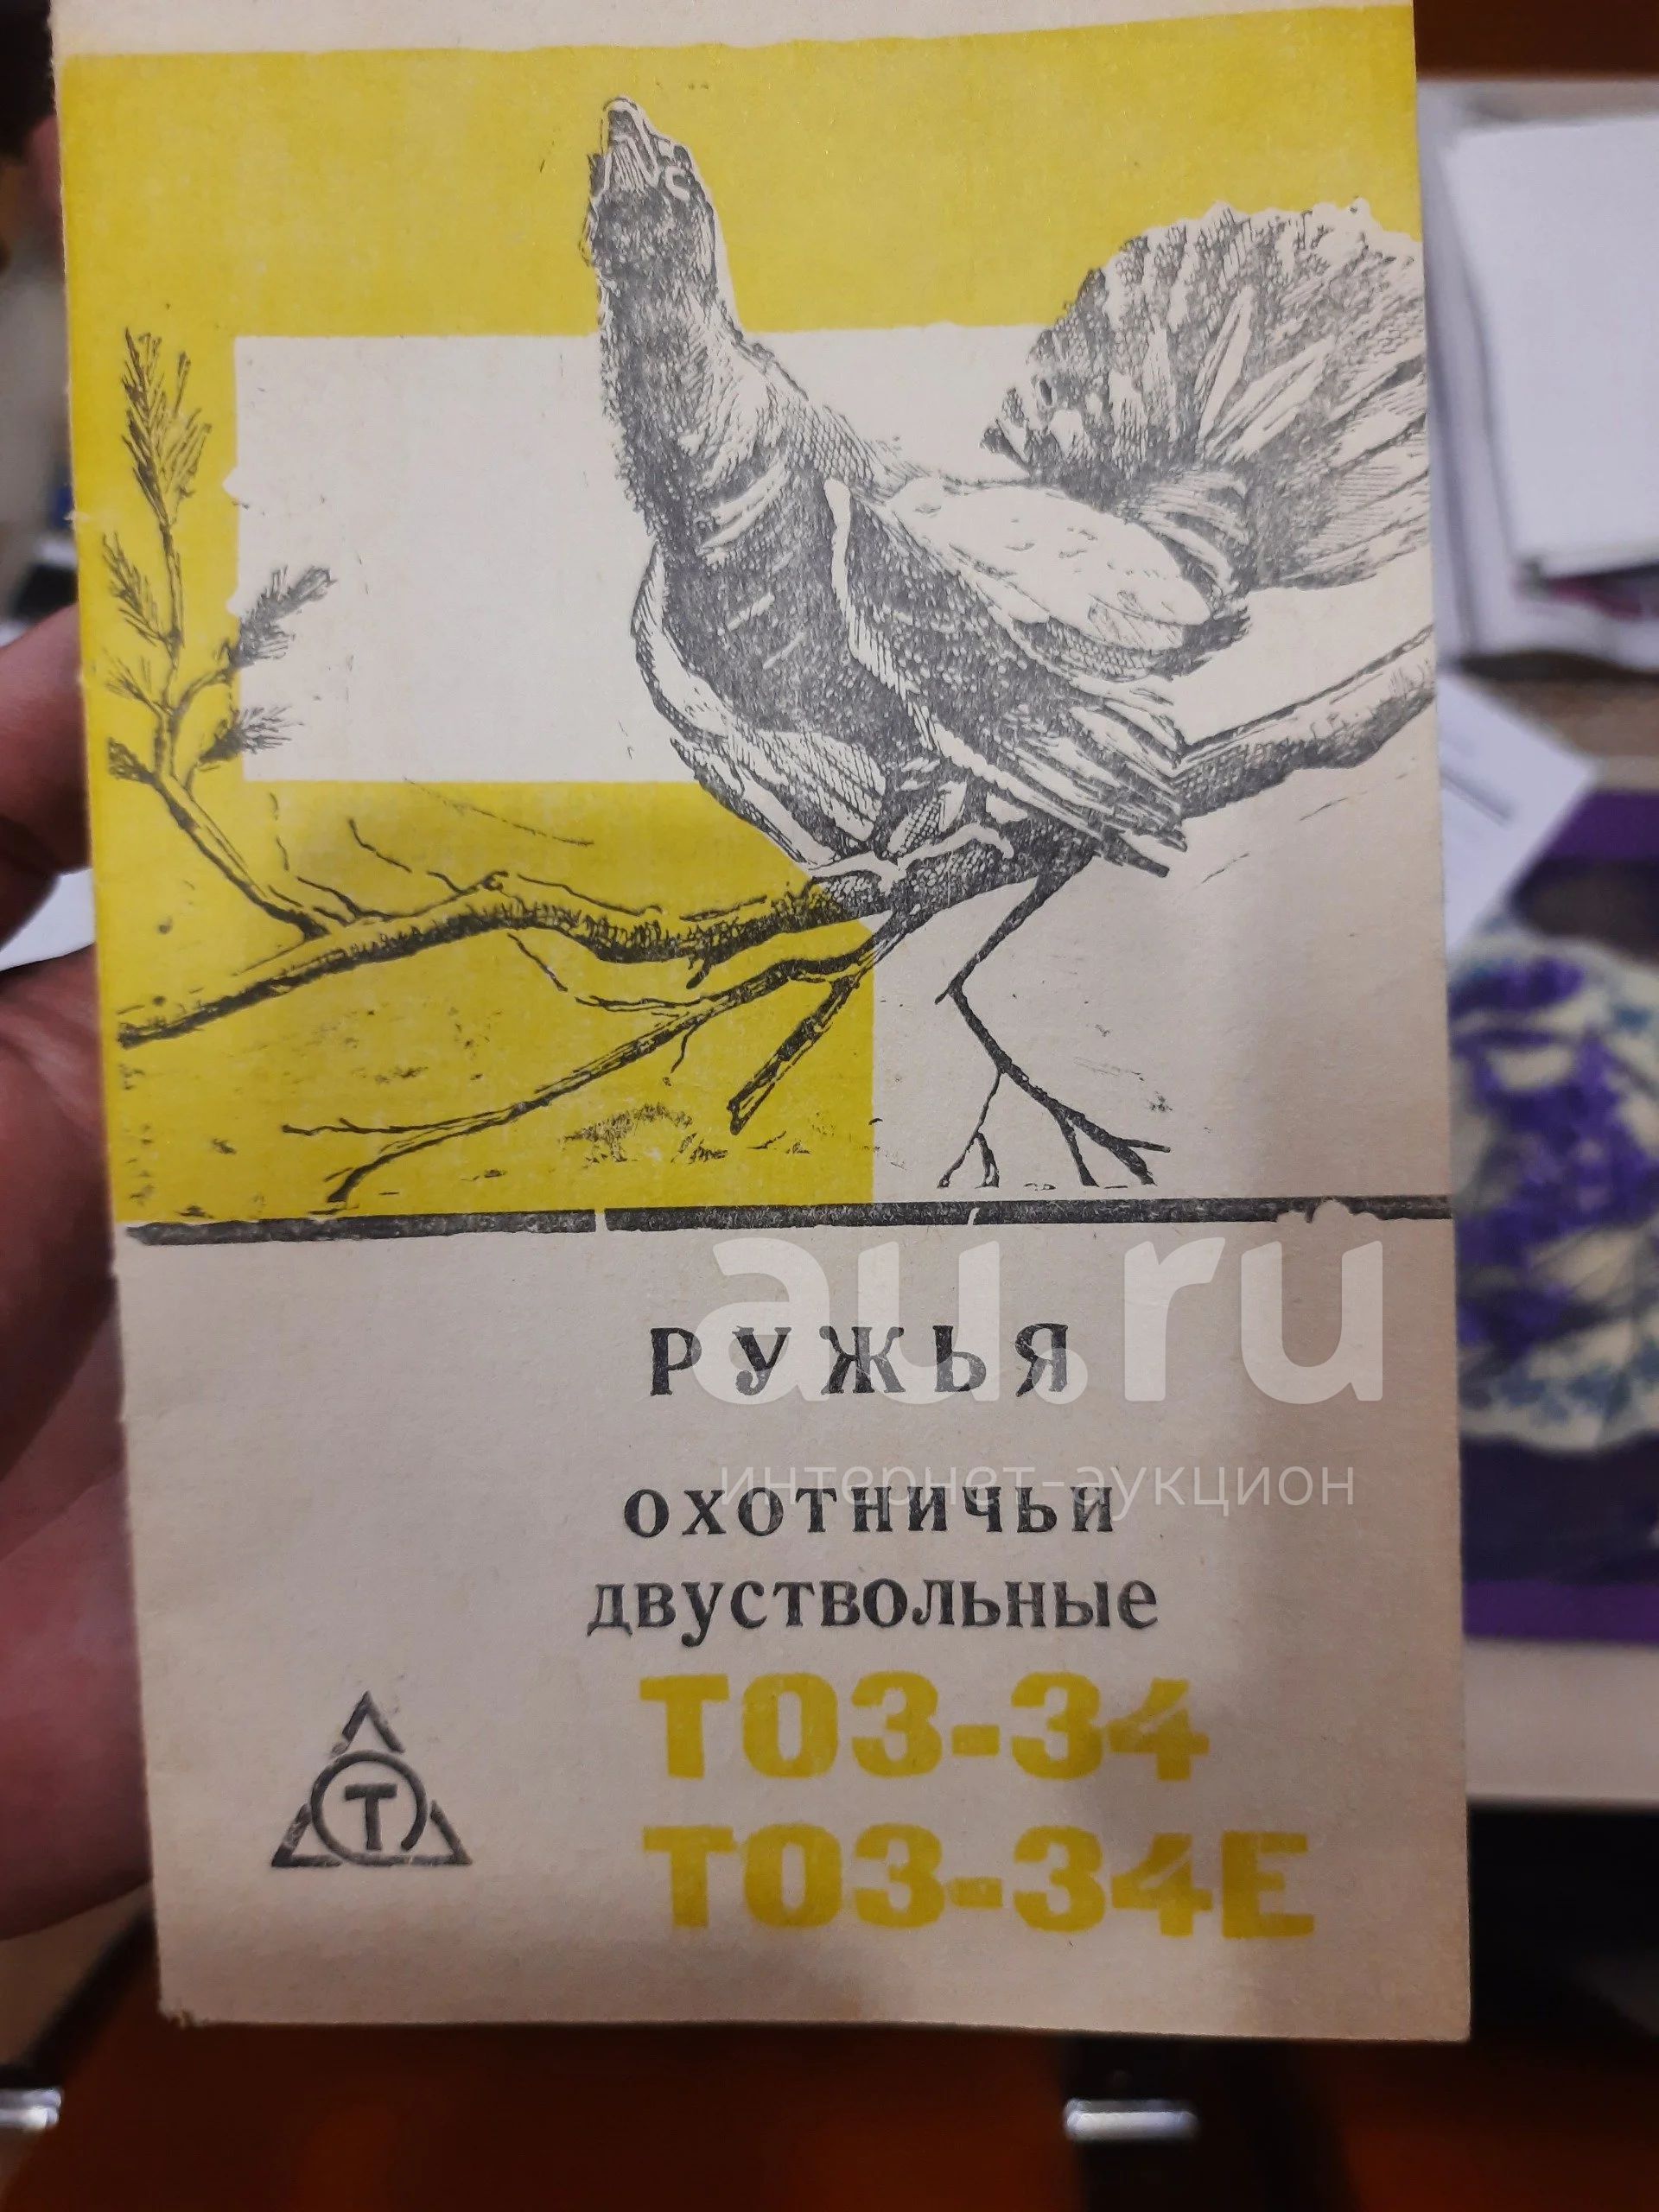 au.ru
РУЖЬЯ
интернет-аукцион
охотничьи
двуствольные
ТОЗ-34
Т
ТОЗ-34Е